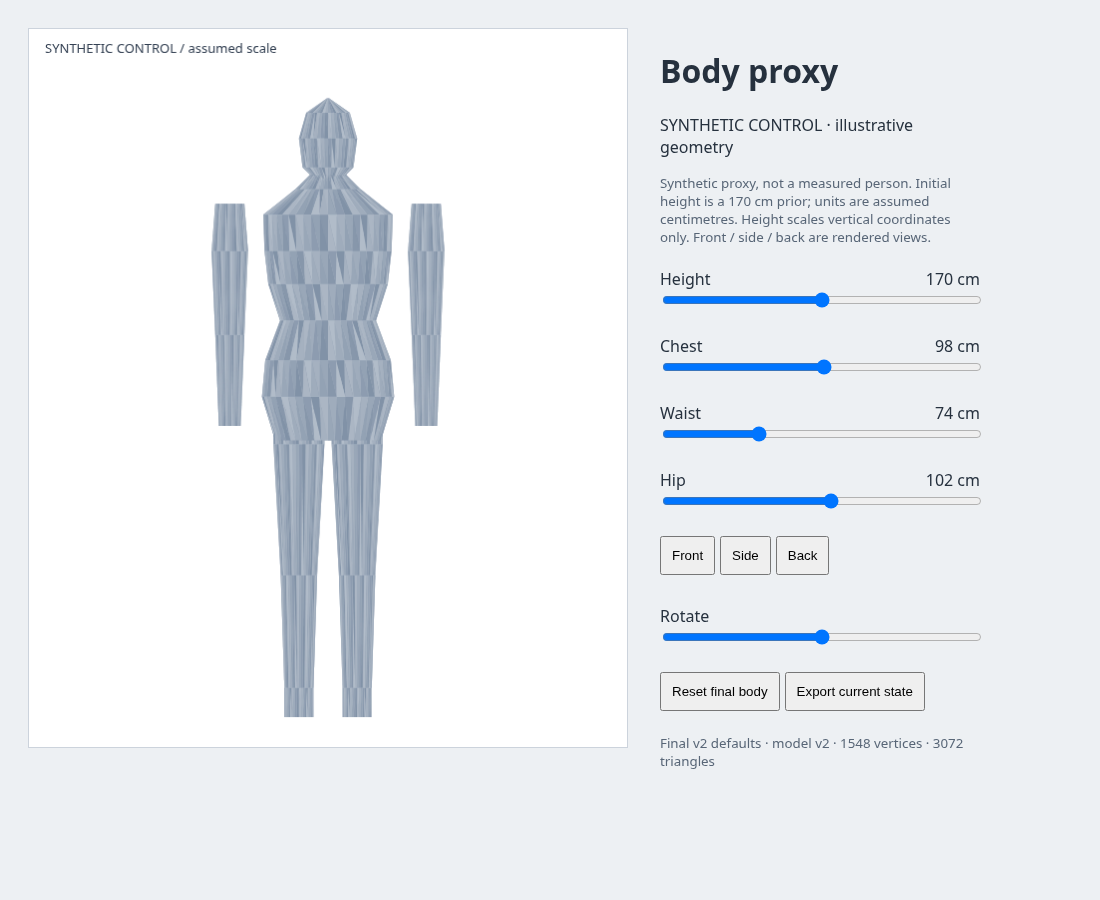 SYNTHETIC CONTROL / assumed scale
Body proxy
SYNTHETIC CONTROL · illustrative
geometry
Synthetic proxy, not a measured person. Initial
height is a 170 cm prior; units are assumed
centimetres. Height scales vertical coordinates
only. Front / side / back are rendered views.
Height 170 cm
Chest 98 cm
Waist 74 cm
Hip 102 cm
Front Side Back
Rotate
Reset final body Export current state
Final v2 defaults · model v2 · 1548 vertices · 3072
triangles